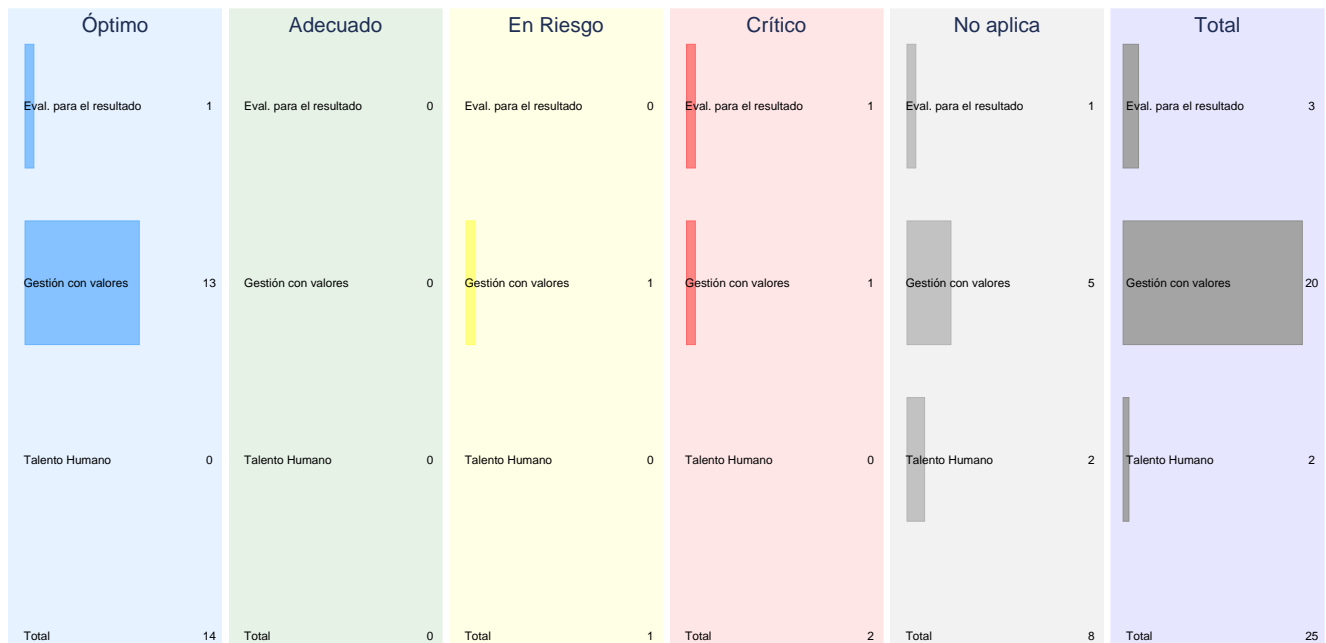 Óptimo Adecuado En Riesgo Crítico No aplica Total
Eval. para el resultado 1 Eval. para el resultado 0 Eval. para el resultado 0 Eval. para el resultado 1 Eval. para el resultado 1 Eval. para el resultado 3
Gestión con valores 13 Gestión con valores 0 Gestión con valores 1 Gestión con valores 1 Gestión con valores 5 Gestión con valores 20
Talento Humano 0 Talento Humano 0 Talento Humano 0 Talento Humano 0 Talento Humano 2 Talento Humano 2
Total 14 Total 0 Total 1 Total 2 Total 8 Total 25